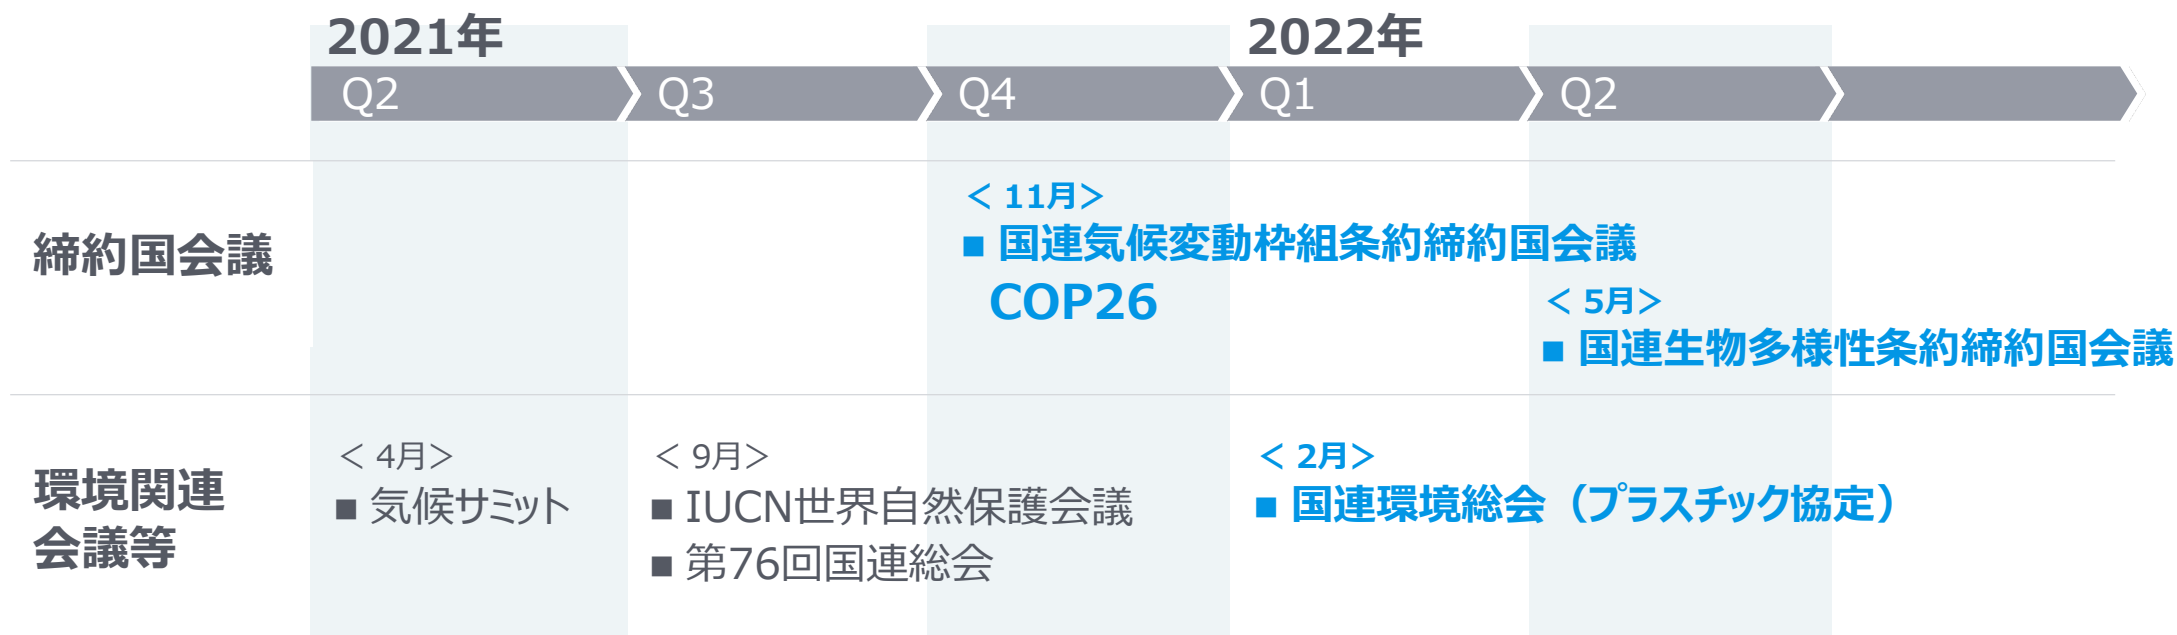 2021年 2022年
Q2 Q3 Q4 Q1 Q2
締約国会議
＜ 11月＞
■ 国連気候変動枠組条約締約国会議
COP26
＜ 5月＞
■ 国連生物多様性条約締約国会議
環境関連
会議等
＜ 4月＞
■ 気候サミット
＜ 9月＞
■ IUCN世界自然保護会議
■ 第76回国連総会
＜ 2月＞
■ 国連環境総会（プラスチック協定）